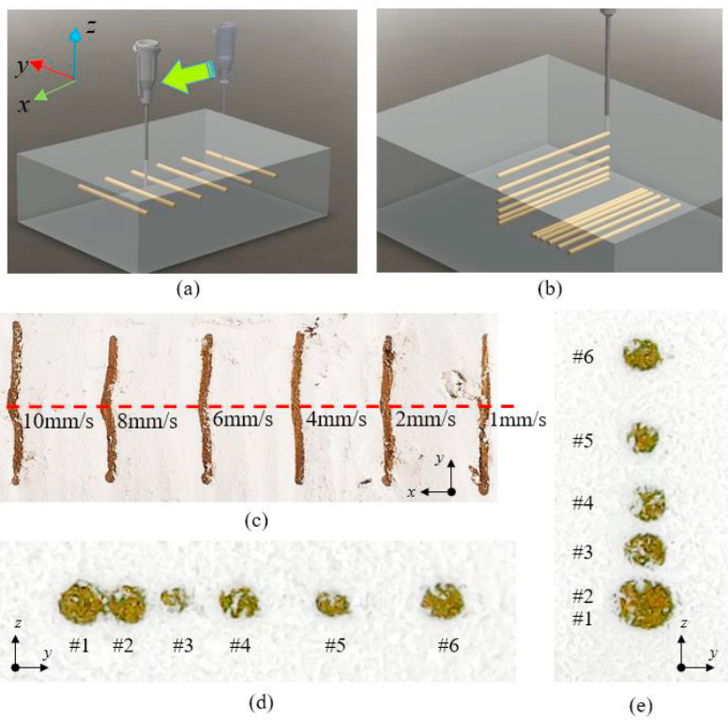 z
y
x
(a)
(b)
10mm/s 8mm/s 6mm/s 4mm/s 2mm/s 1mm/s
y
x
(c)
#6
#5
#4
#3
#2
#1
z
y
(e)
z
y
#1 #2 #3 #4 #5 #6
(d)